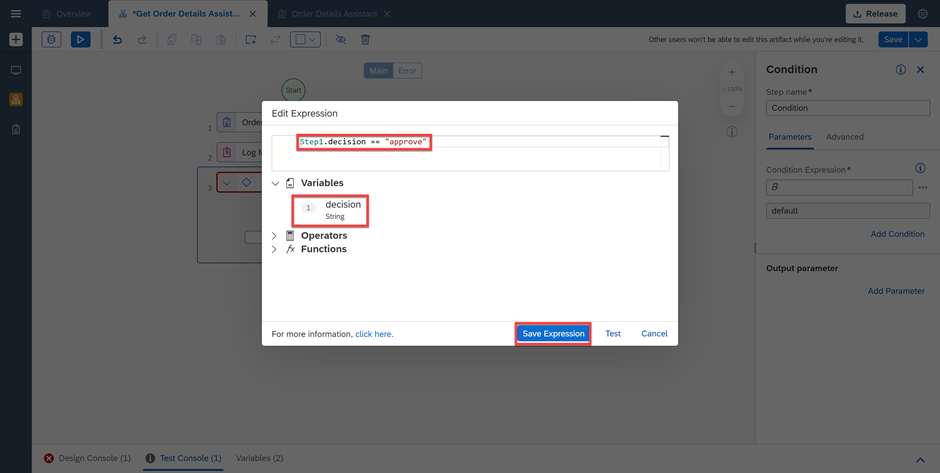 Overview
*Get Order Details Assist...
Order Details Assistant
Release
Other users won't be able to edit this artifact while you're editing it.
Save
Main
Error
Start
1
Order
2
Log M
3
100%
Edit Expression
Step1.decision == "approve"
Variables
1
decision
String
Operators
Functions
For more information, click here.
Save Expression
Test
Cancel
Condition
Step name*
Condition
Parameters
Advanced
Condition Expression*
B
default
Add Condition
Output parameter
Add Parameter
Design Console (1)
Test Console (1)
Variables (2)